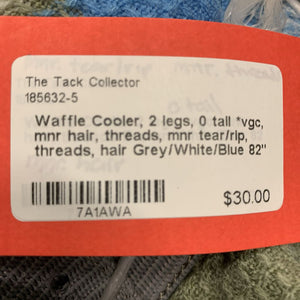 The Tack Collector
185632-5
Waffle Cooler, 2 legs, 0 tall *vgc,
mnr hair, threads, mnr tear/rip,
threads, hair Grey/White/Blue 82"
$30.00
7A1AWA